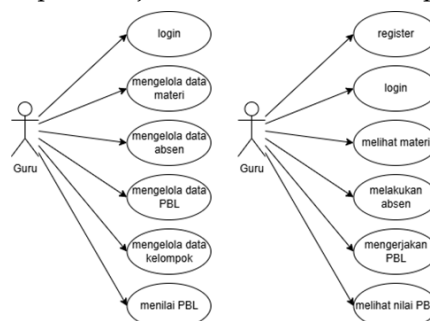 login
mengelola data
materi
mengelola data
absen
Guru
mengelola data
PBL
mengelola data
kelompok
menilai PBL
register
login
melihat materi
Guru
melakukan
absen
mengerjakan
PBL
melihat nilai PBL